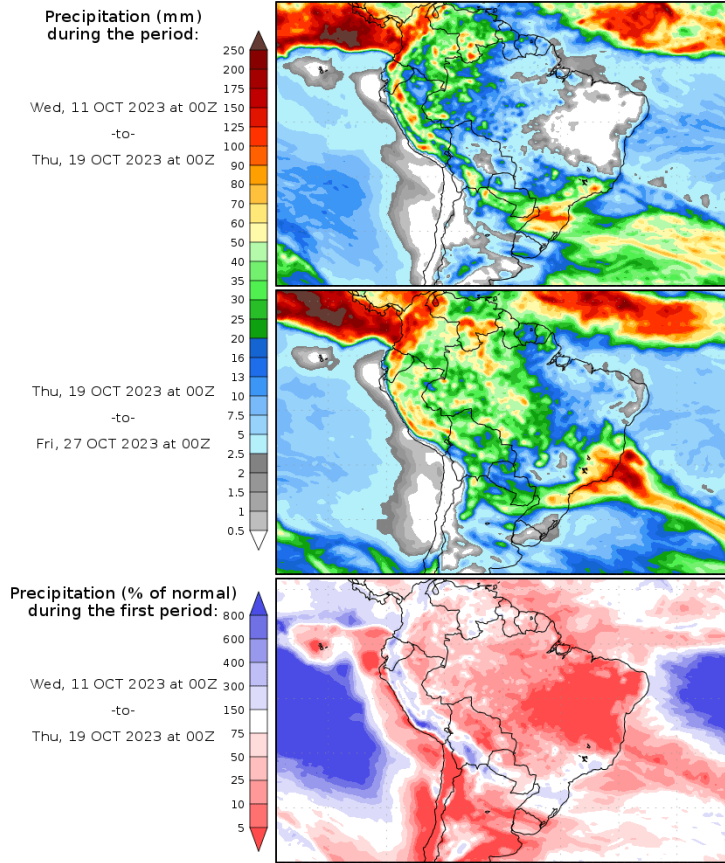 Precipitation (mm)
during the period:
Wed, 11 OCT 2023 at 00Z
-to-
Thu, 19 OCT 2023 at 00Z
250
200
175
150
125
100
90
80
70
60
50
40
35
30
25
20
16
13
10
7.5
5
2.5
2
1.5
1
0.5
Thu, 19 OCT 2023 at 00Z
-to-
Fri, 27 OCT 2023 at 00Z
Precipitation (% of normal)
during the first period:
Wed, 11 OCT 2023 at 00Z
-to-
Thu, 19 OCT 2023 at 00Z
800
600
400
300
150
75
50
25
10
5